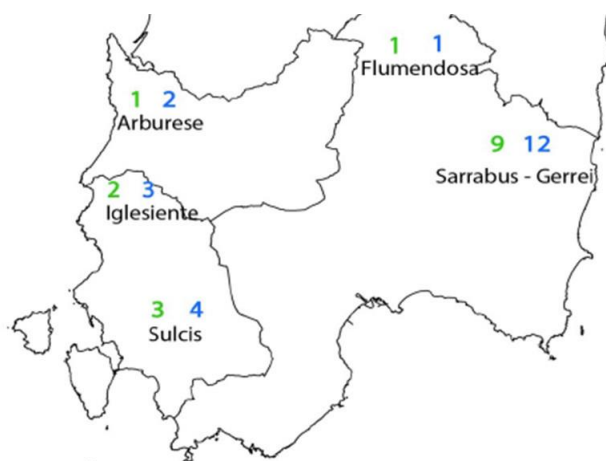 1 1
Flumendosa
1 2
Arburese
9 12
Sarrabus - Gerrei
2 3
Iglesiente
3 4
Sulcis